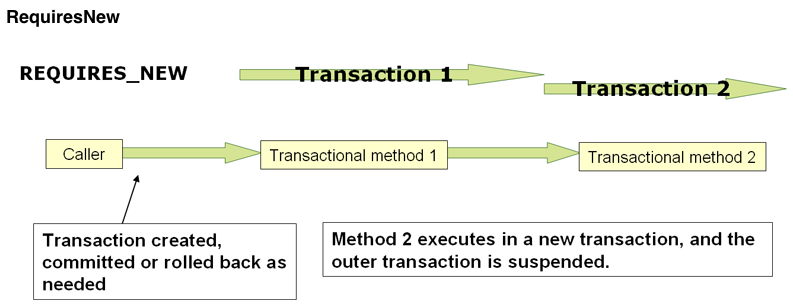 RequiresNew
REQUIRES_NEW
Transaction 1
Transaction 2
Caller
Transactional method 1
Transactional method 2
Transaction created,
committed or rolled back as
needed
Method 2 executes in a new transaction, and the
outer transaction is suspended.